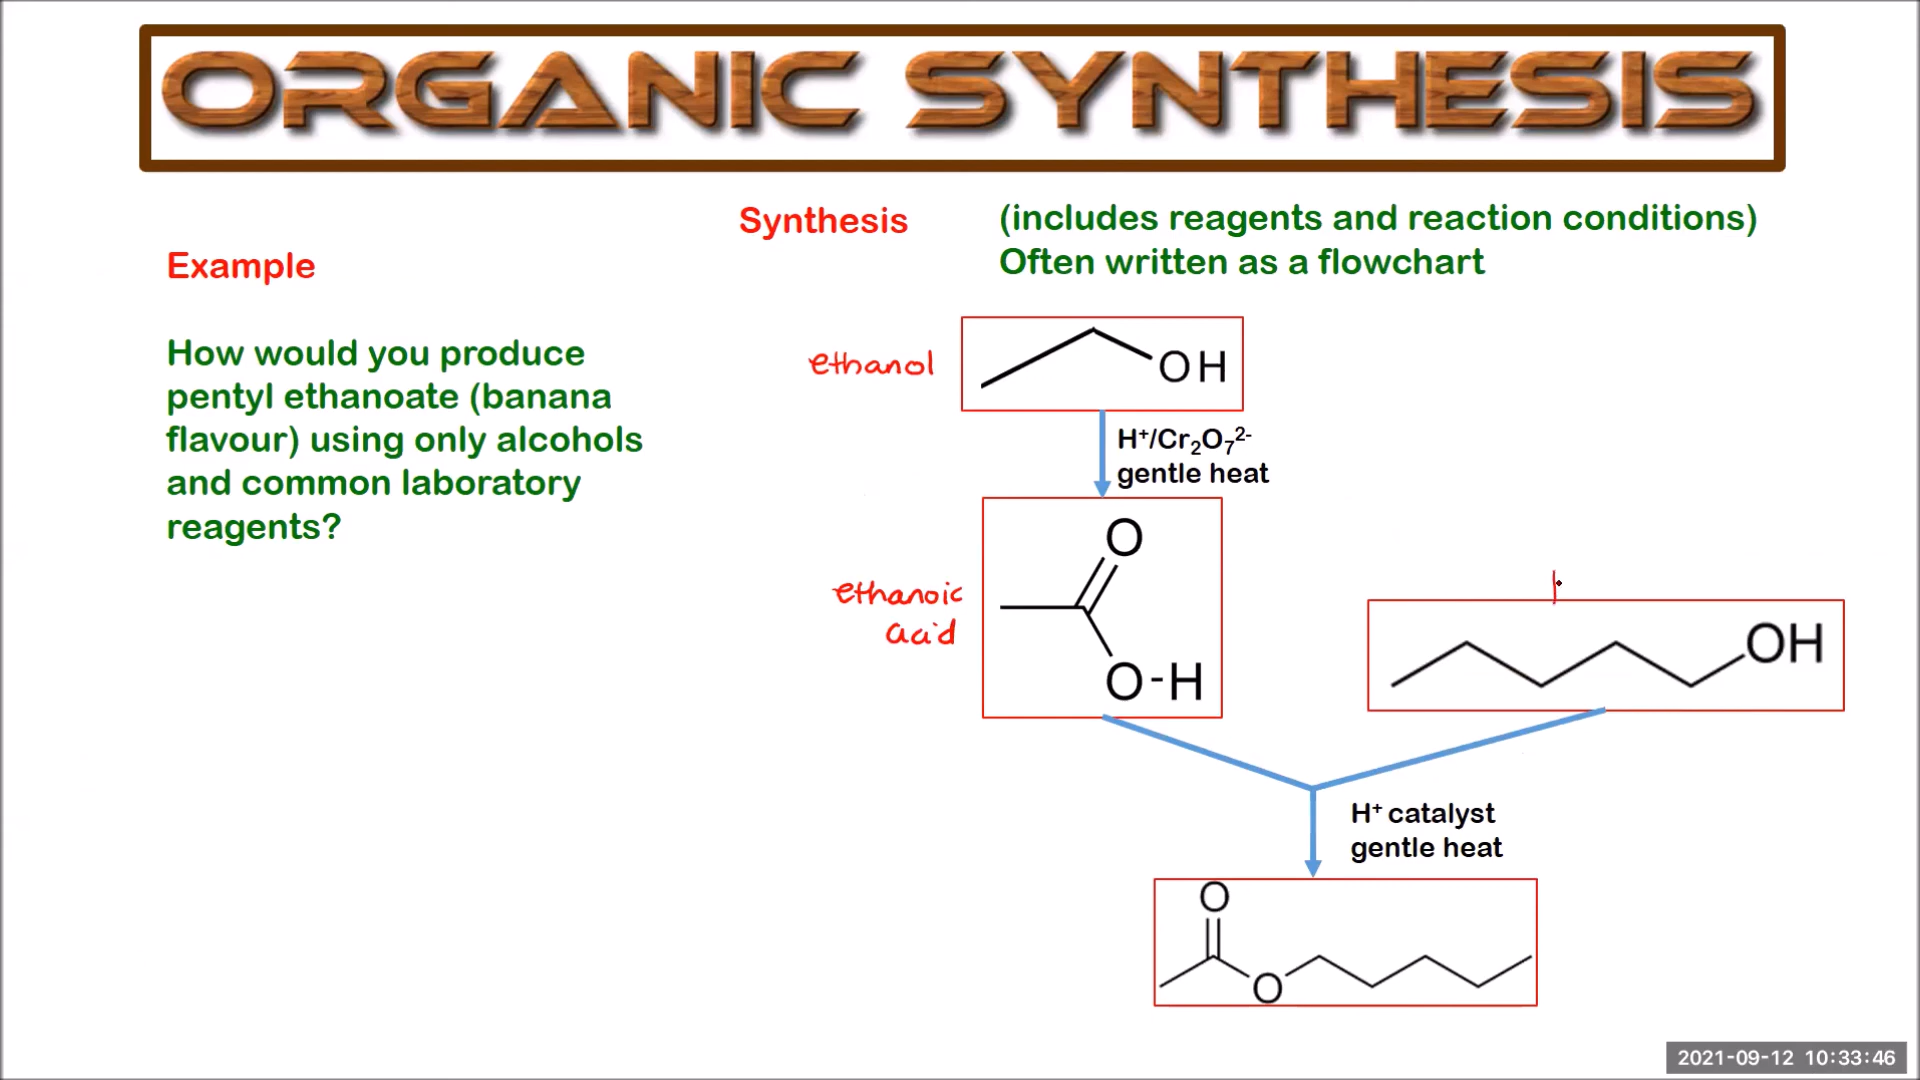 ORGANIC SYNTHESIS
Synthesis
(includes reagents and reaction conditions)
Often written as a flowchart
Example
How would you produce
pentyl ethanoate (banana
flavour) using only alcohols
and common laboratory
reagents?
ethanol
OH
H⁺/Cr₂O₇²⁻
gentle heat
O
ethanoic
acid
O-H
OH
H⁺ catalyst
gentle heat
O
O
2021-09-12 10:33:46